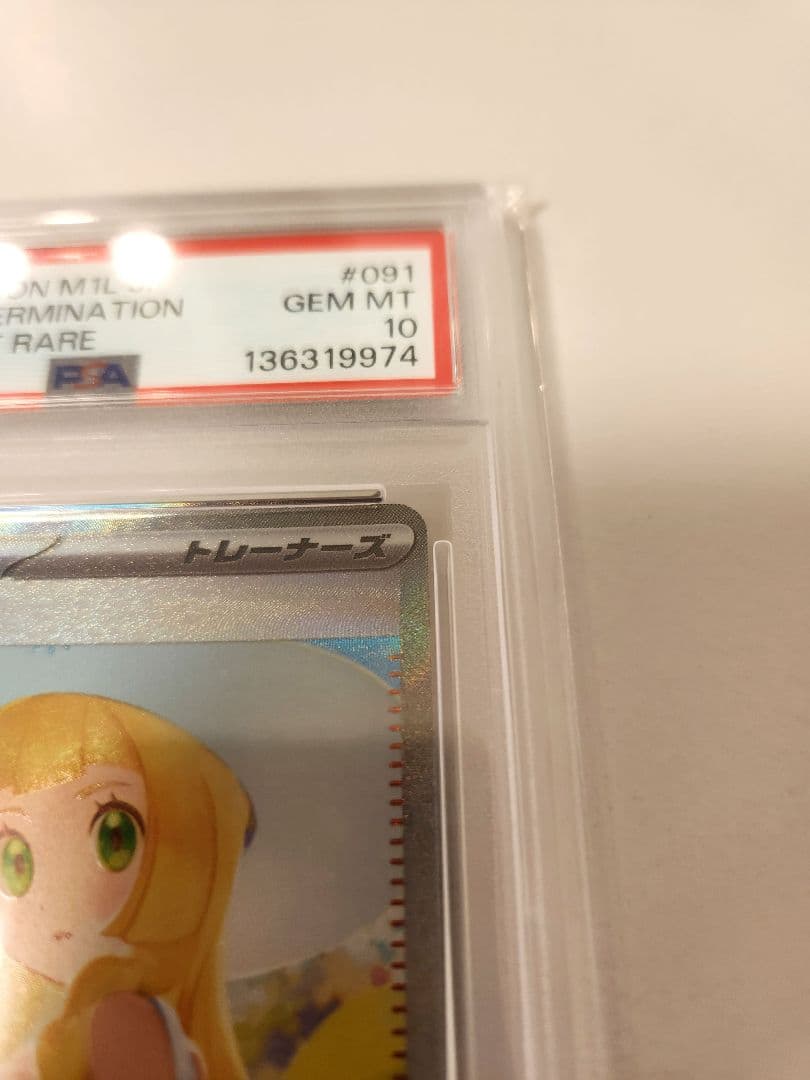 #091
ON M1L
GEM MT
ERMINATION
10
T RARE
136319974
PSA
トレーナーズ